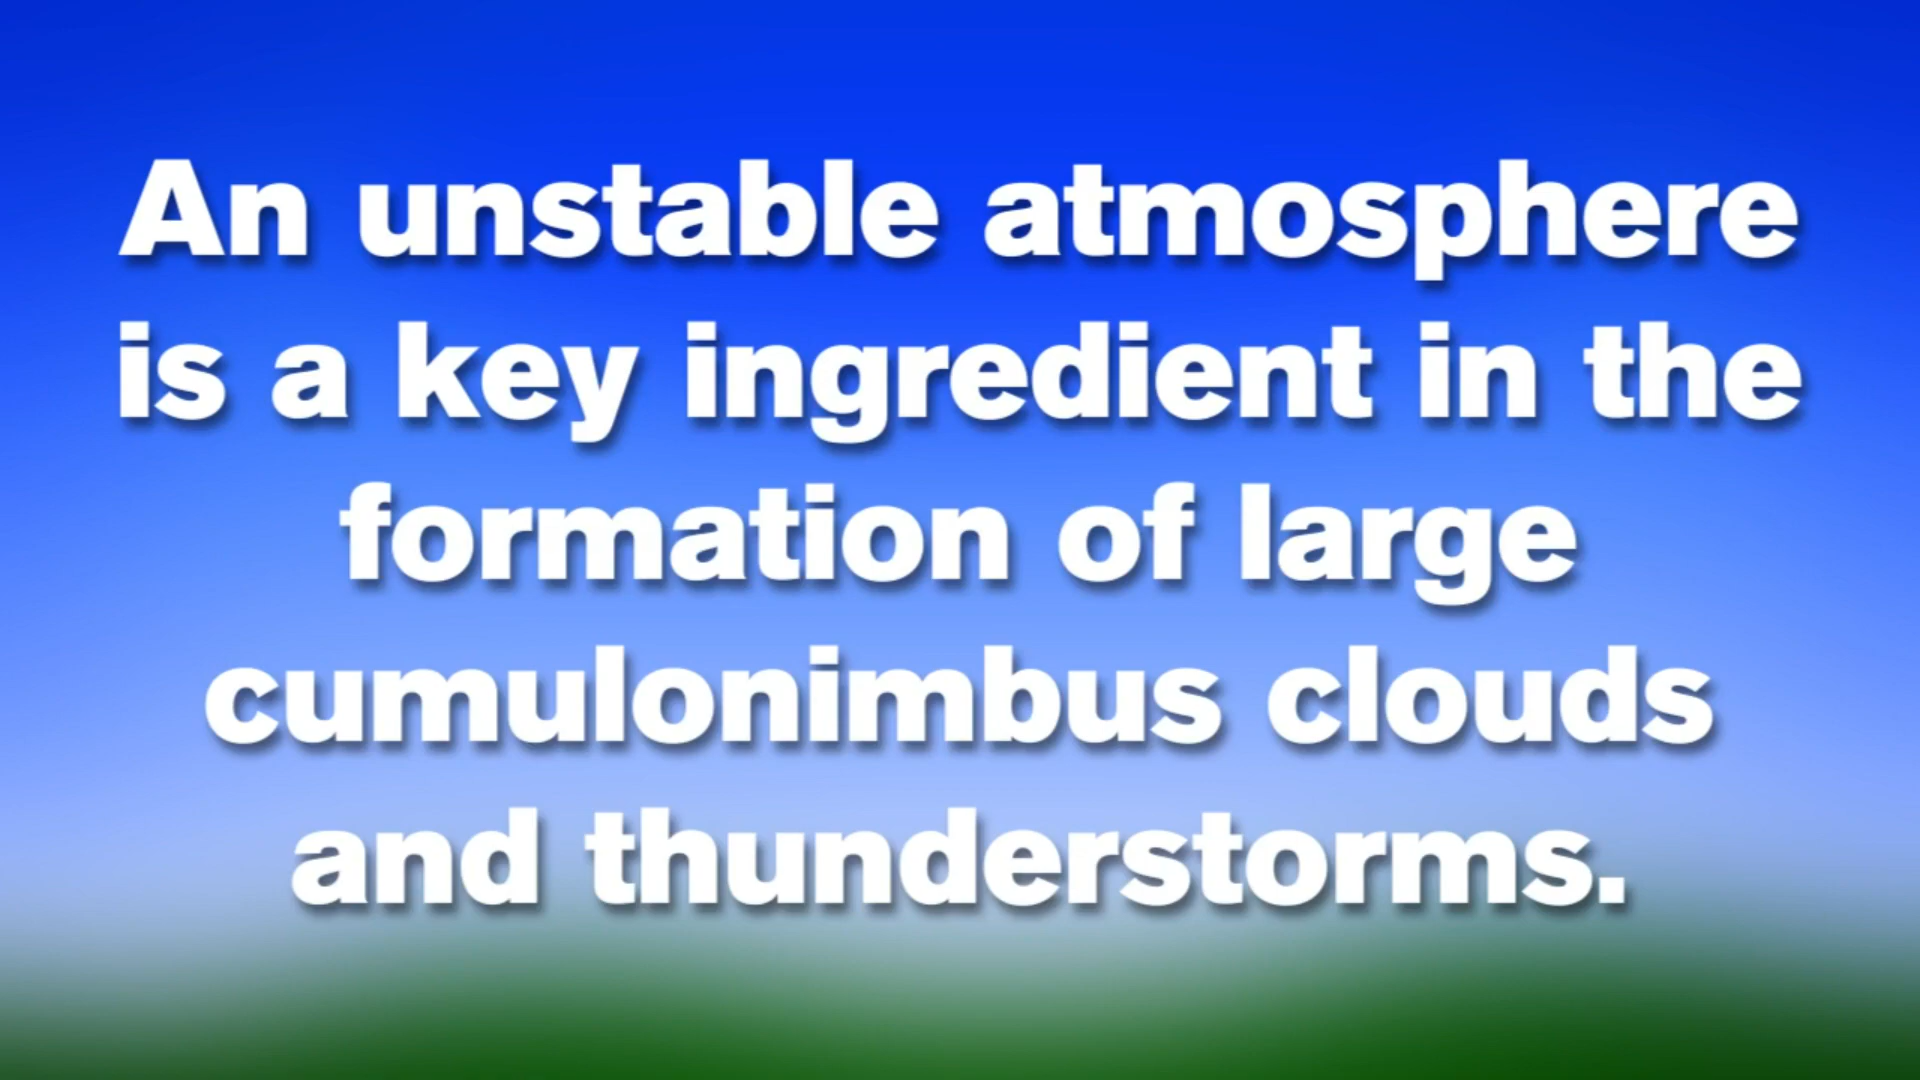 An unstable atmosphere
is a key ingredient in the
formation of large
cumulonimbus clouds
and thunderstorms.